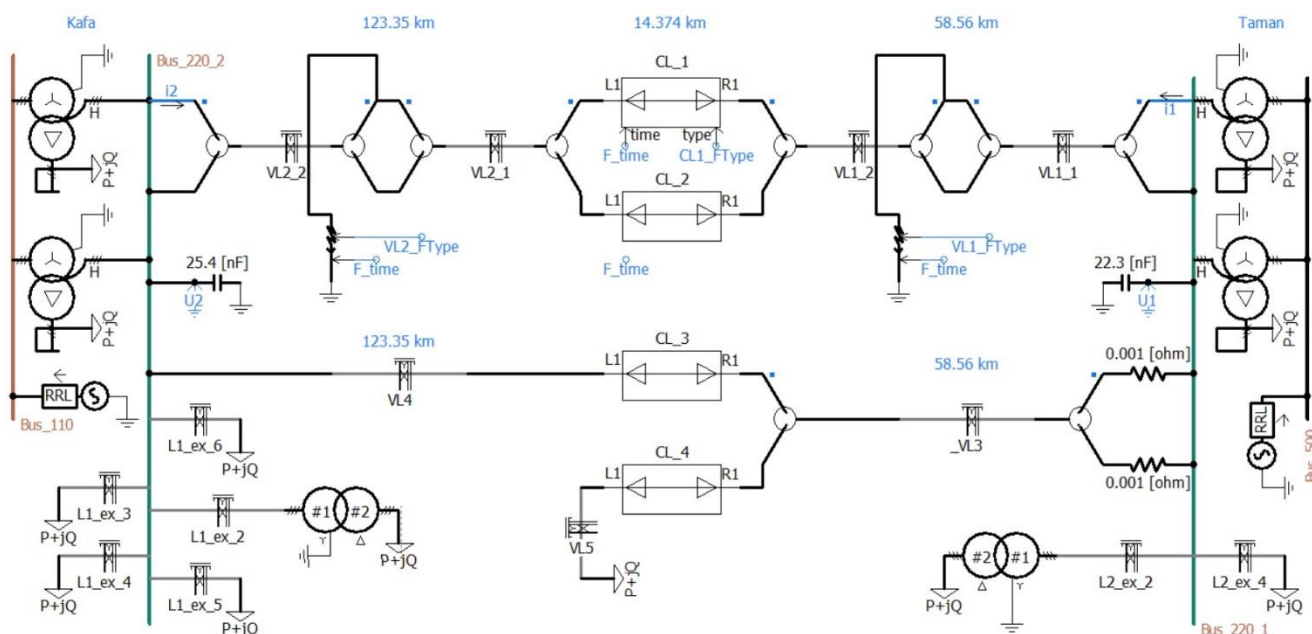 Kafa 123.35 km 14.374 km 58.56 km Taman
Bus_220_2
CL_1
i2 L1 R1 i1
H H
time type
F_time CL1_FType
VL2_2 VL2_1 VL1_2 VL1_1
P+jQ P+jQ
CL_2
L1 R1
VL2_FType VL1_FType
F_time F_time F_time
H H
25.4 [nF] 22.3 [nF]
U2 U1
P+jQ P+jQ
123.35 km CL_3 58.56 km
L1 R1 0.001 [ohm]
VL4
RRL RRL
Bus_110
L1_ex_6 _VL3
P+jQ
CL_4
L1 R1
0.001 [ohm]
L1_ex_3 L1_ex_2 #1 #2
P+jQ P+jQ
VL5
L1_ex_4 #2 #1 L2_ex_2 L2_ex_4
P+jQ L1_ex_5 P+jQ P+jQ P+jQ
P+jQ
Bus_220_1